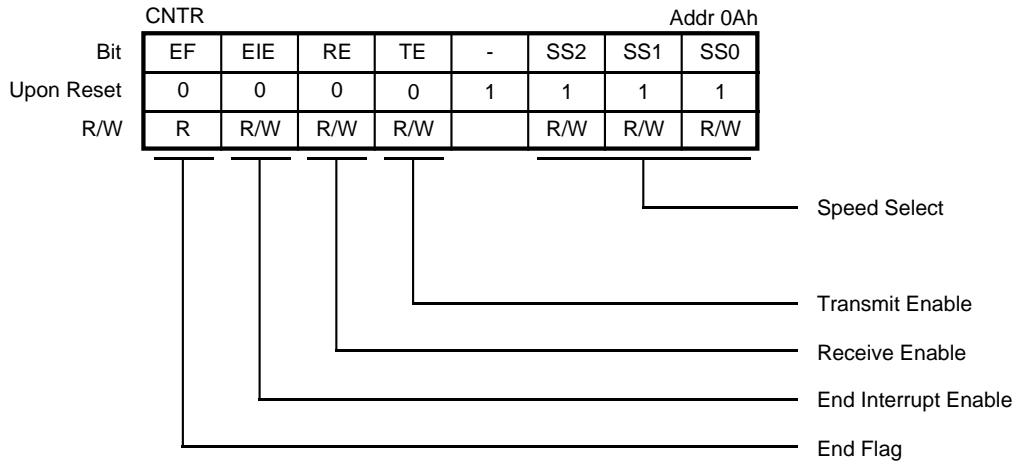 CNTR Addr 0Ah
Bit EF EIE RE TE - SS2 SS1 SS0
Upon Reset 0 0 0 0 1 1 1 1
R/W R R/W R/W R/W R/W R/W R/W
Speed Select
Transmit Enable
Receive Enable
End Interrupt Enable
End Flag